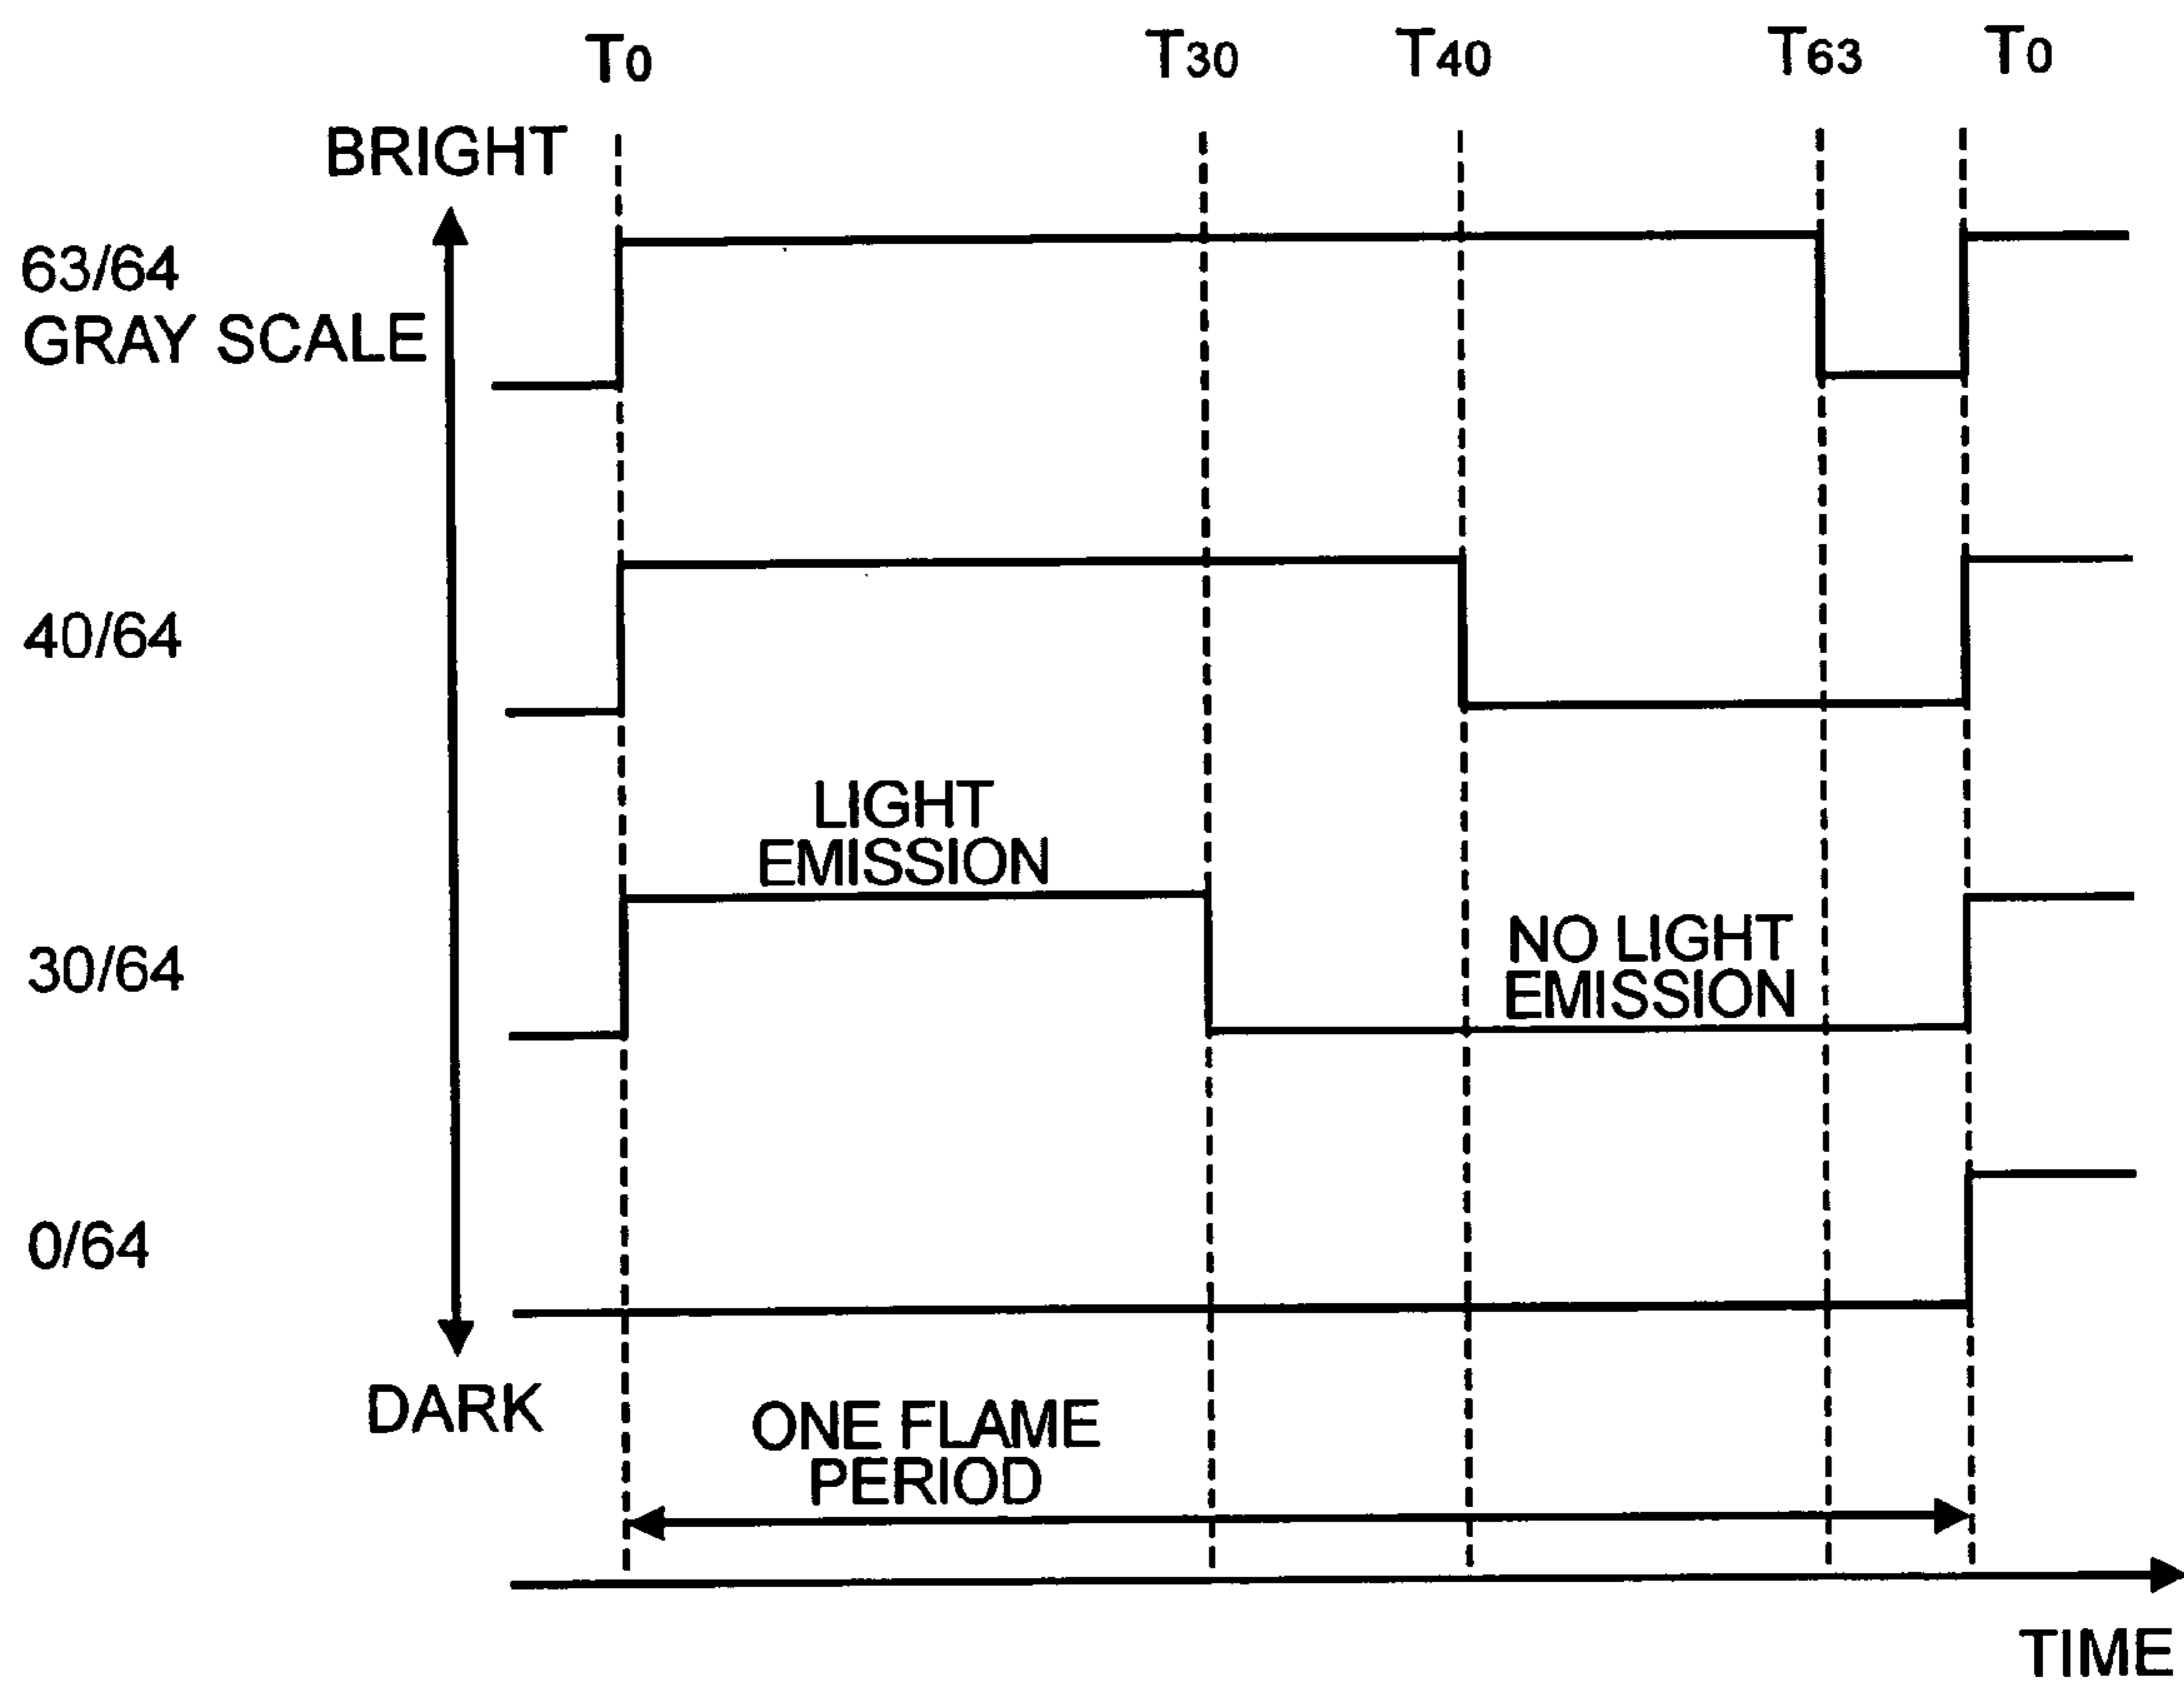 T0 T30 T40 T63 T0
BRIGHT
63/64
GRAY SCALE
40/64
LIGHT
EMISSION
30/64
NO LIGHT
EMISSION
0/64
DARK
ONE FLAME
PERIOD
TIME